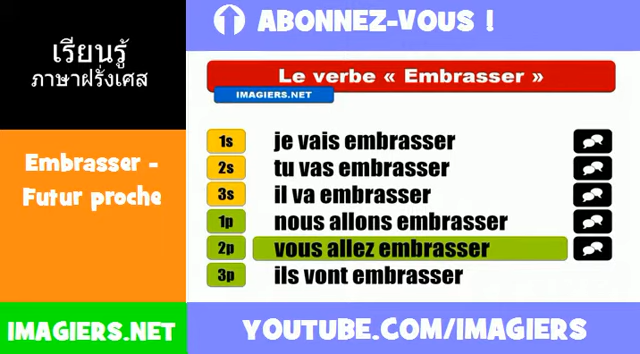 เรียนรู้
ภาษาฝรั่งเศส
Embrasser -
Futur proche
IMAGIERS.NET
ABONNEZ-VOUS !
Le verbe « Embrasser »
IMAGIERS.NET
1s je vais embrasser
2s tu vas embrasser
3s il va embrasser
1p nous allons embrasser
2p vous allez embrasser
3p ils vont embrasser
YOUTUBE.COM/IMAGIERS